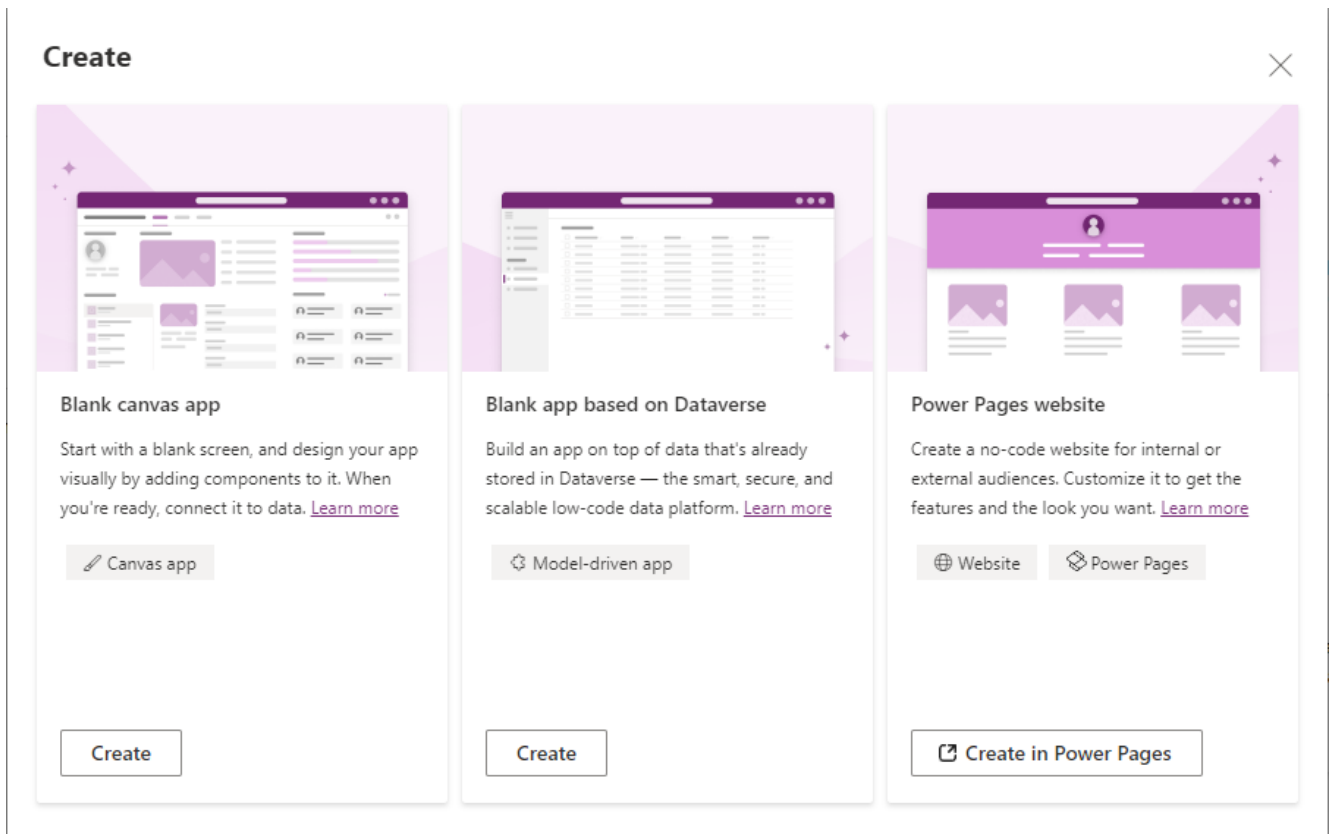 Create
Blank canvas app
Start with a blank screen, and design your app
visually by adding components to it. When
you're ready, connect it to data. Learn more
Canvas app
Create
Blank app based on Dataverse
Build an app on top of data that's already
stored in Dataverse — the smart, secure, and
scalable low-code data platform. Learn more
Model-driven app
Create
Power Pages website
Create a no-code website for internal or
external audiences. Customize it to get the
features and the look you want. Learn more
Website
Power Pages
Create in Power Pages